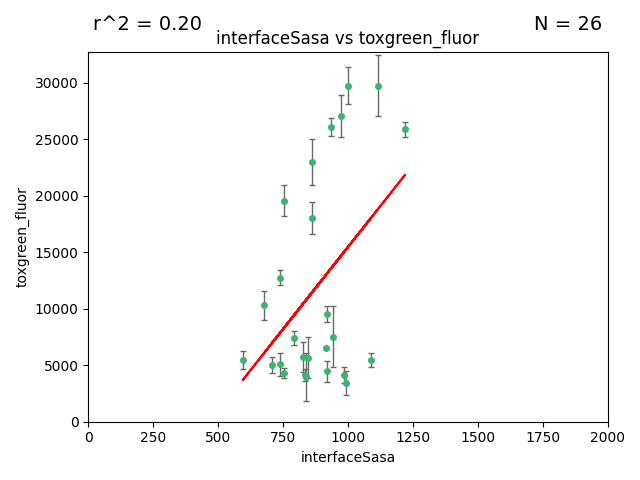 r^2 = 0.20
N = 26
interfaceSasa vs toxgreen_fluor
30000
25000
20000
15000
10000
5000
0
toxgreen_fluor
0 250 500 750 1000 1250 1500 1750 2000
interfaceSasa